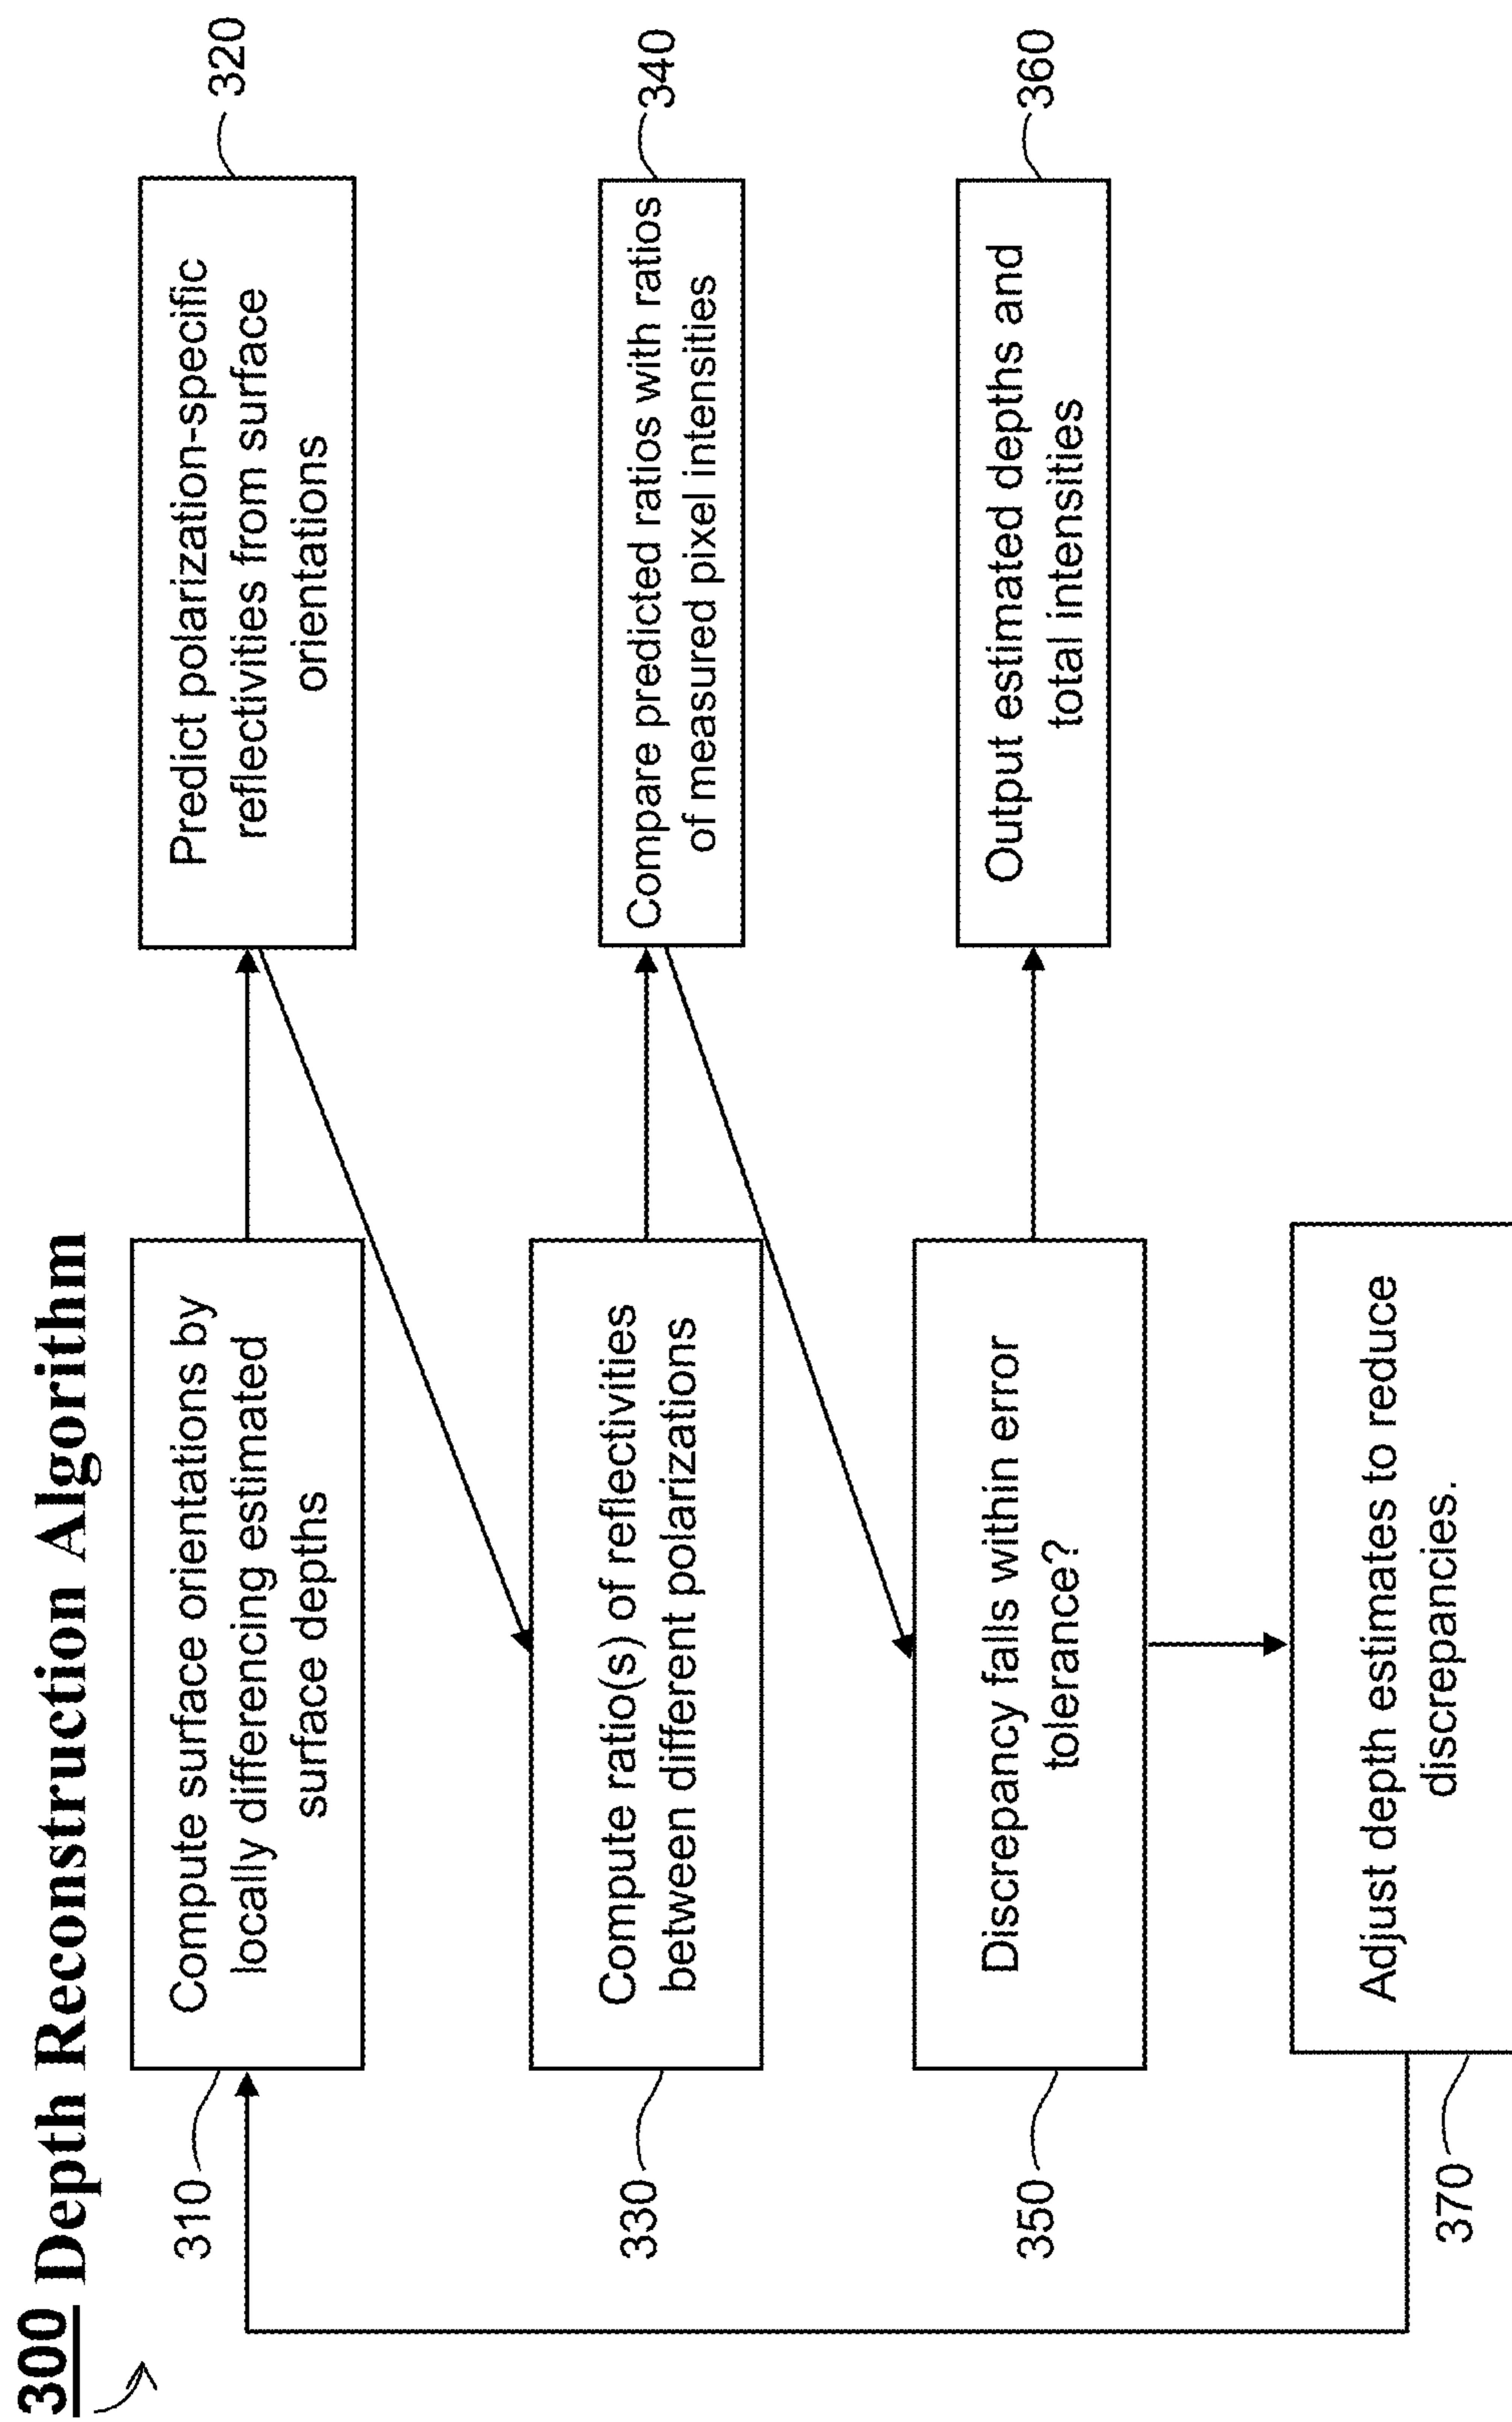 300 Depth Reconstruction Algorithm
310
Compute surface orientations by
locally differencing estimated
surface depths
Predict polarization-specific
reflectivities from surface
orientations
320
330
Compute ratio(s) of reflectivities
between different polarizations
Compare predicted ratios with ratios
of measured pixel intensities
340
350
Discrepancy falls within error
tolerance?
Output estimated depths and
total intensities
360
370
Adjust depth estimates to reduce
discrepancies.